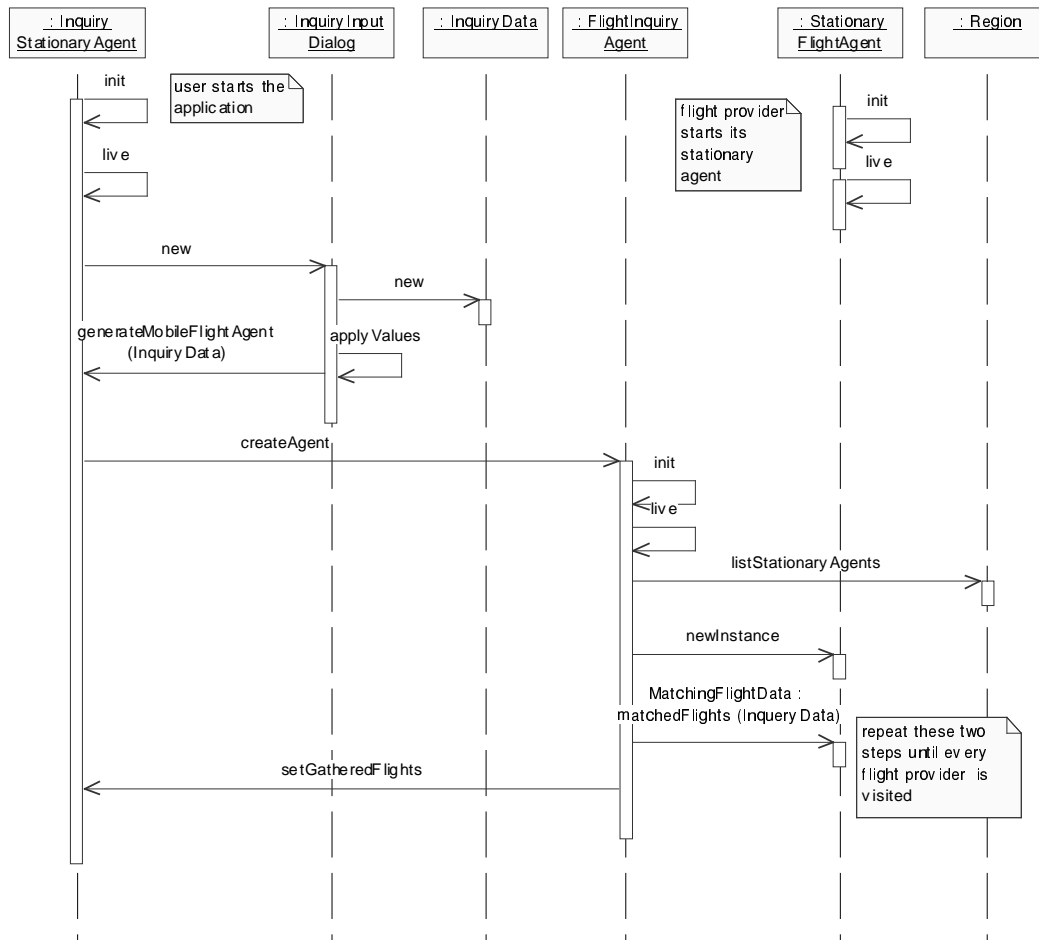 : Inquiry
Stationary Agent
: Inquiry Input
Dialog
: Inquiry Data
: FlightInquiry
Agent
: Stationary
FlightAgent
: Region
init
user starts the
application
live
flight provider
starts its
stationary
agent
init
live
new
new
generateMobileFlightAgent
(Inquiry Data)
apply Values
createAgent
init
live
listStationary Agents
newInstance
MatchingFlightData :
matchedFlights (Inquery Data)
repeat these two
steps until every
flight provider is
visited
setGatheredFlights